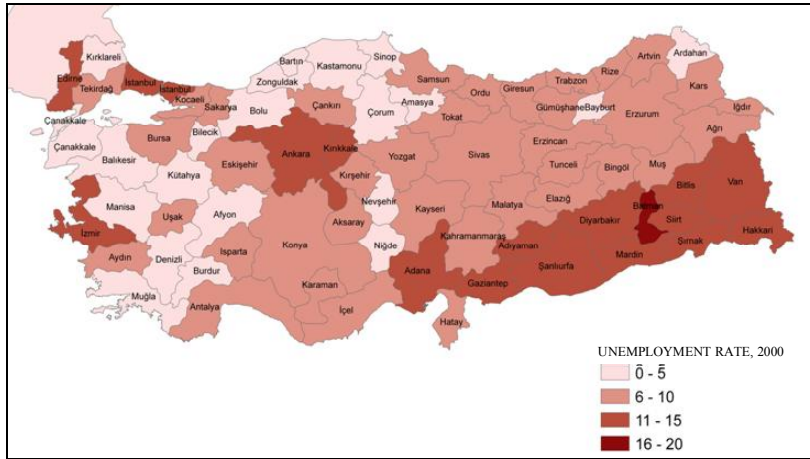 Kırklareli
Edirne
Tekirdağ
İstanbul
İstanbul
Kocaeli
Sakarya
Bartın
Zonguldak
Kastamonu
Sinop
Bolu
Çankırı
Çorum
Samsun
Amasya
Ordu
Giresun
Trabzon
Rize
Artvin
Ardahan
Kars
Iğdır
Ağrı
Tokat
Gümüşhane
Bayburt
Erzurum
Erzincan
Çanakkale
Çanakkale
Balıkesir
Bursa
Bilecik
Kütahya
Eskişehir
Ankara
Kırıkkale
Kırşehir
Yozgat
Sivas
Tunceli
Bingöl
Muş
Elazığ
Malatya
Manisa
İzmir
Uşak
Afyon
Aydın
Denizli
Burdur
Isparta
Muğla
Antalya
Konya
Karaman
İçel
Aksaray
Nevşehir
Niğde
Kayseri
Kahramanmaraş
Adana
Adıyaman
Gaziantep
Hatay
Şanlıurfa
Diyarbakır
Mardin
Batman
Siirt
Bitlis
Van
Şırnak
Hakkari
UNEMPLOYMENT RATE, 2000
0 - 5
6 - 10
11 - 15
16 - 20